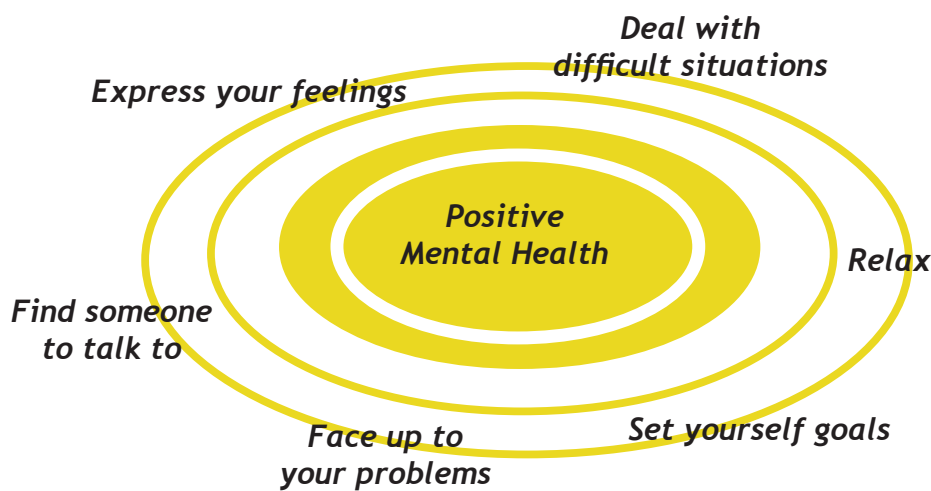 Deal with
difficult situations
Express your feelings
Positive
Mental Health
Relax
Find someone
to talk to
Set yourself goals
Face up to
your problems